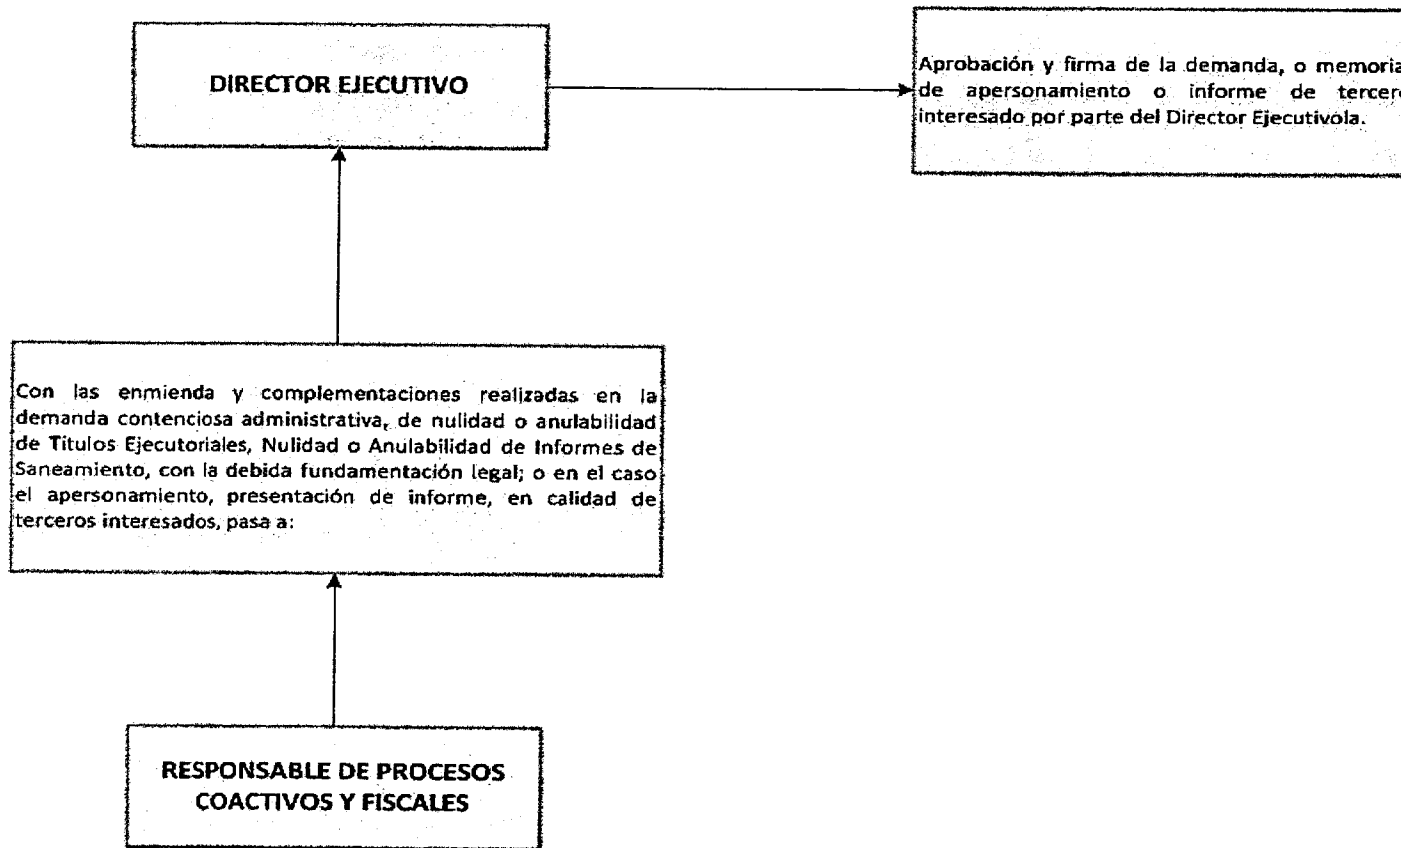 DIRECTOR EJECUTIVO
Aprobación y firma de la demanda, o memoria
de apersonamiento o informe de tercero
interesado por parte del Director Ejecutivola.
Con las enmienda y complementaciones realizadas en la
demanda contenciosa administrativa, de nulidad o anulabilidad
de Titulos Ejecutoriales, Nulidad o Anulabilidad de Informes de
Saneamiento, con la debida fundamentación legal; o en el caso
el apersonamiento, presentación de informe, en calidad de
terceros interesados, pasa a:
RESPONSABLE DE PROCESOS
COACTIVOS Y FISCALES